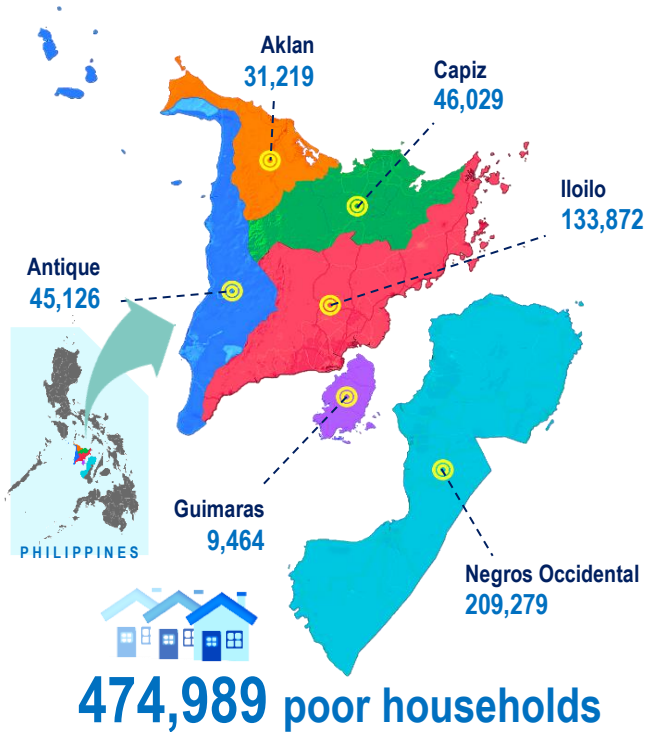 Aklan
31,219
Capiz
46,029
Iloilo
133,872
Antique
45,126
PHILIPPINES
Guimaras
9,464
Negros Occidental
209,279
474,989 poor households